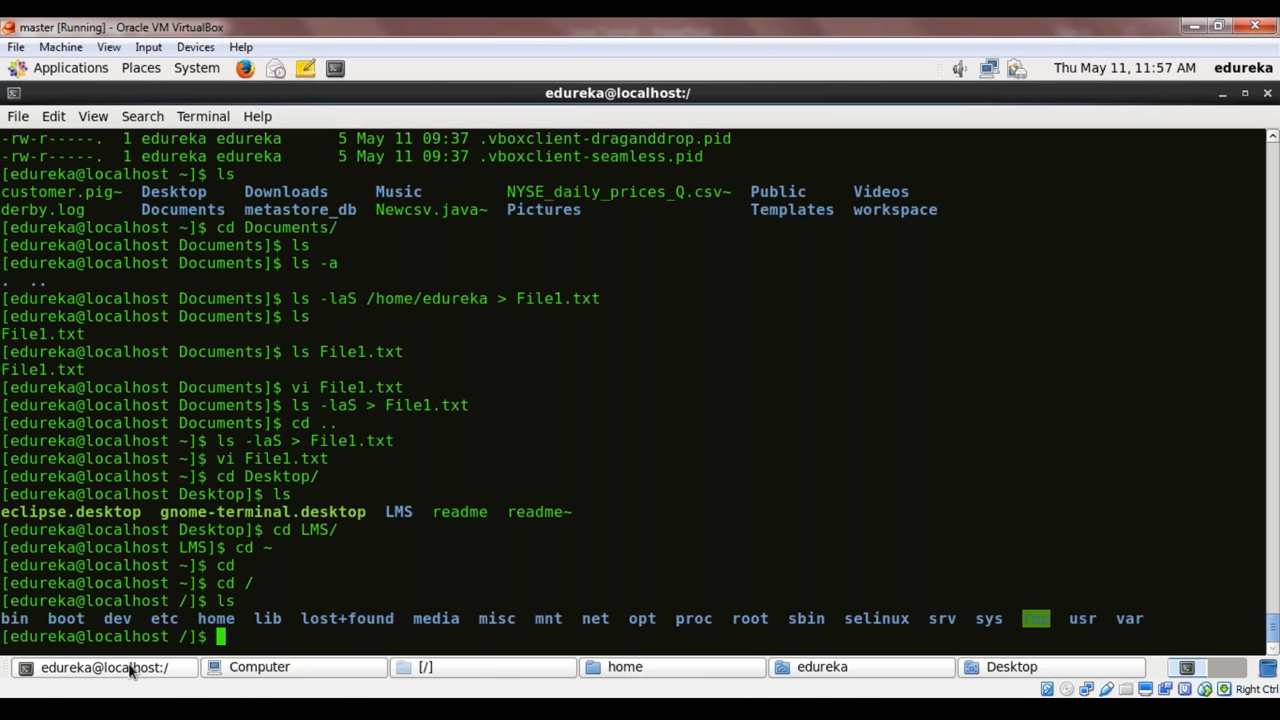 master [Running] - Oracle VM VirtualBox
File Machine View Input Devices Help
Applications Places System Thu May 11, 11:57 AM edureka
edureka@localhost:/
File Edit View Search Terminal Help
-rw-r-----. 1 edureka edureka 5 May 11 09:37 .vboxclient-draganddrop.pid
-rw-r-----. 1 edureka edureka 5 May 11 09:37 .vboxclient-seamless.pid
[edureka@localhost ~]$ ls
customer.pig~ Desktop Downloads Music NYSE_daily_prices_Q.csv~ Public Videos
derby.log Documents metastore_db Newcsv.java~ Pictures Templates workspace
[edureka@localhost ~]$ cd Documents/
[edureka@localhost Documents]$ ls
[edureka@localhost Documents]$ ls -a
. ..
[edureka@localhost Documents]$ ls -laS /home/edureka > File1.txt
[edureka@localhost Documents]$ ls
File1.txt
[edureka@localhost Documents]$ ls File1.txt
File1.txt
[edureka@localhost Documents]$ vi File1.txt
[edureka@localhost Documents]$ ls -laS > File1.txt
[edureka@localhost Documents]$ cd ..
[edureka@localhost ~]$ ls -laS > File1.txt
[edureka@localhost ~]$ vi File1.txt
[edureka@localhost ~]$ cd Desktop/
[edureka@localhost Desktop]$ ls
eclipse.desktop gnome-terminal.desktop LMS readme readme~
[edureka@localhost Desktop]$ cd LMS/
[edureka@localhost LMS]$ cd ~
[edureka@localhost ~]$ cd
[edureka@localhost ~]$ cd /
[edureka@localhost /]$ ls
bin boot dev etc home lib lost+found media misc mnt net opt proc root sbin selinux srv sys tmp usr var
[edureka@localhost /]$
edureka@localhost:/ Computer [/] home edureka Desktop
Right Ctrl